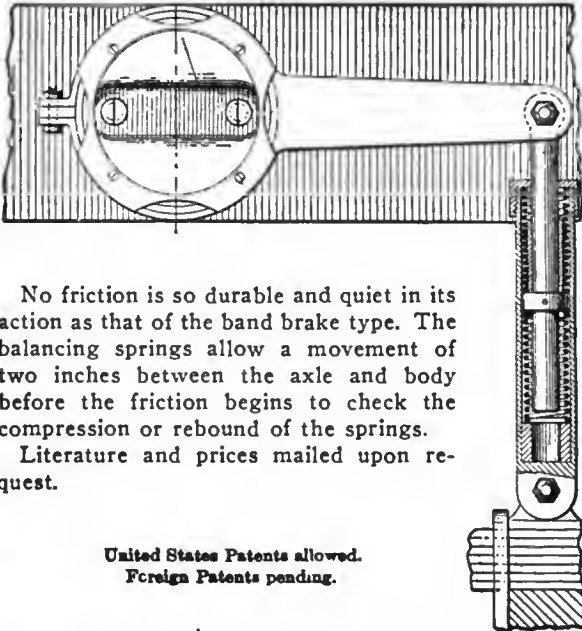 No friction is so durable and quiet in its
action as that of the band brake type. The
balancing springs allow a movement of
two inches between the axle and body
before the friction begins to check the
compression or rebound of the springs.
Literature and prices mailed upon re-
quest.
United States Patents allowed.
Foreign Patents pending.